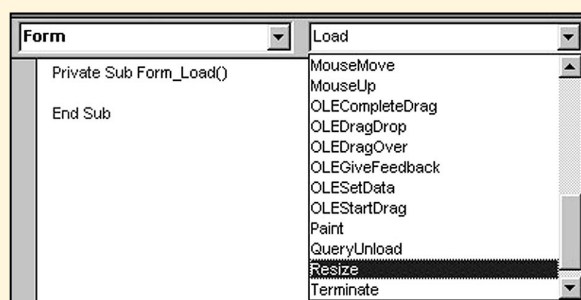 Form
Load
Private Sub Form_Load()
End Sub
MouseMove
MouseUp
OLECompleteDrag
OLEDragDrop
OLEDragOver
OLEGiveFeedback
OLESetData
OLEStartDrag
Paint
QueryUnload
Resize
Terminate